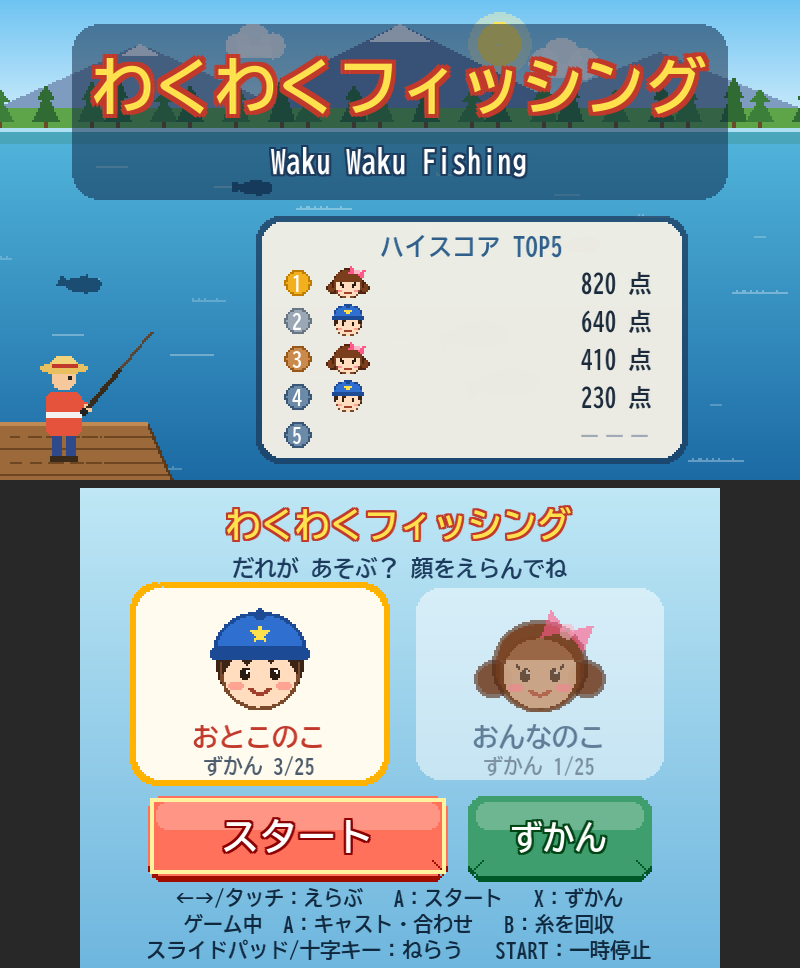 わくわくフィッシング
Waku Waku Fishing
ハイスコア TOP5
1 820 点
2 640 点
3 410 点
4 230 点
5 ---
わくわくフィッシング
だれが あそぶ? 顔をえらんでね
おとこのこ
ずかん 3/25
おんなのこ
ずかん 1/25
スタート
ずかん
←→/タッチ:えらぶ A:スタート X:ずかん
ゲーム中 A:キャスト・合わせ B:糸を回収
スライドパッド/十字キー:ねらう START:一時停止